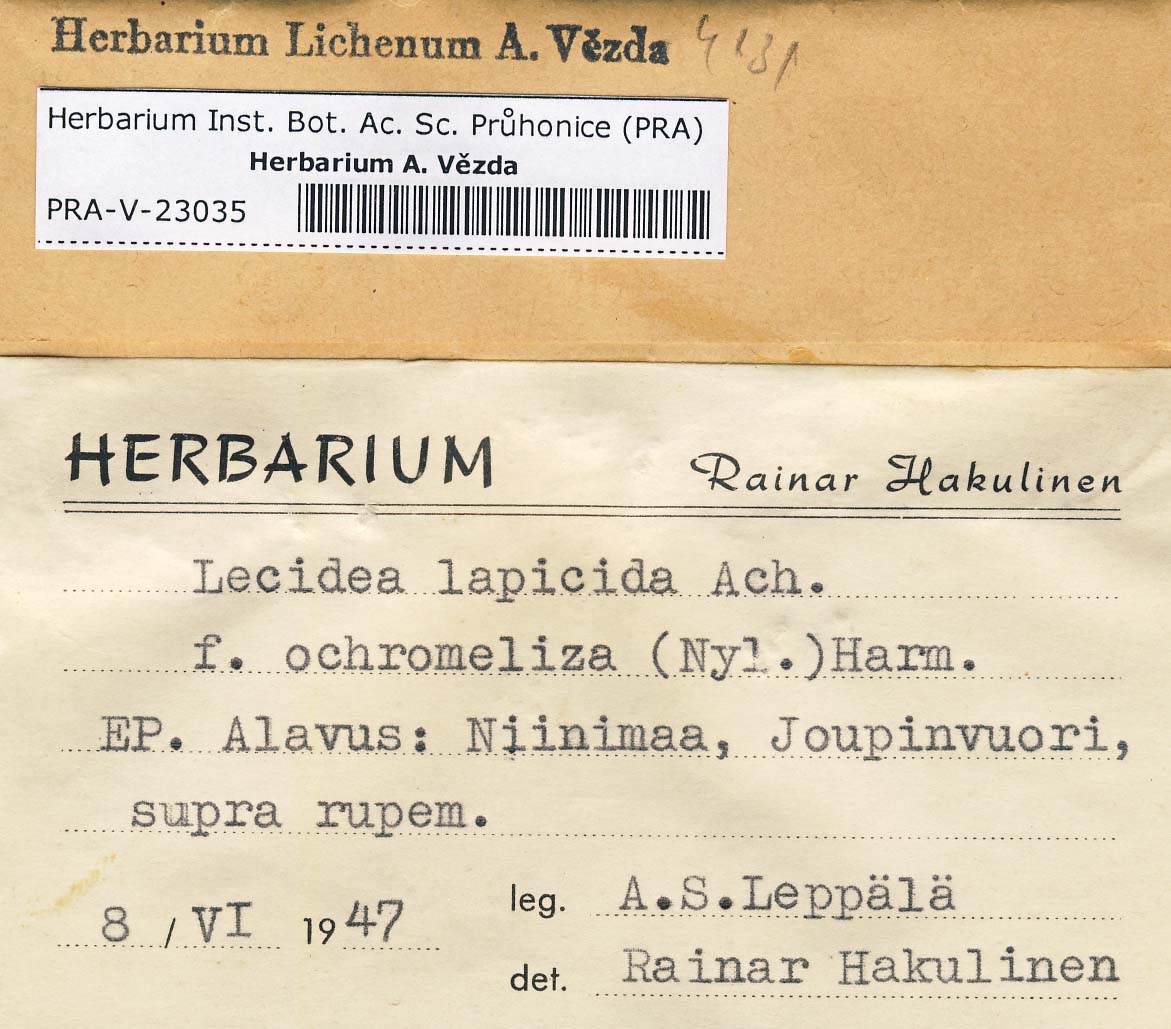 Herbarium Lichenum A. Vězda 4131
Herbarium Inst. Bot. Ac. Sc. Průhonice (PRA)
Herbarium A. Vězda
PRA-V-23035
HERBARIUM Rainar Hakulinen
Lecidea lapicida Ach.
f. ochromeliza (Nyl.)Harm.
EP. Alavus: Niinimaa, Joupinvuori,
supra rupem.
8 / VI 1947 leg. A.S.Leppälä
det. Rainar Hakulinen